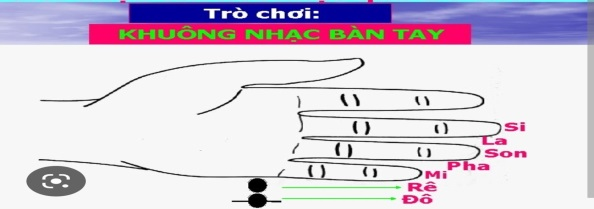 Trò chơi:
KHUÔNG NHẠC BÀN TAY
Si
La
Son
Pha
Mi
Rê
Đô